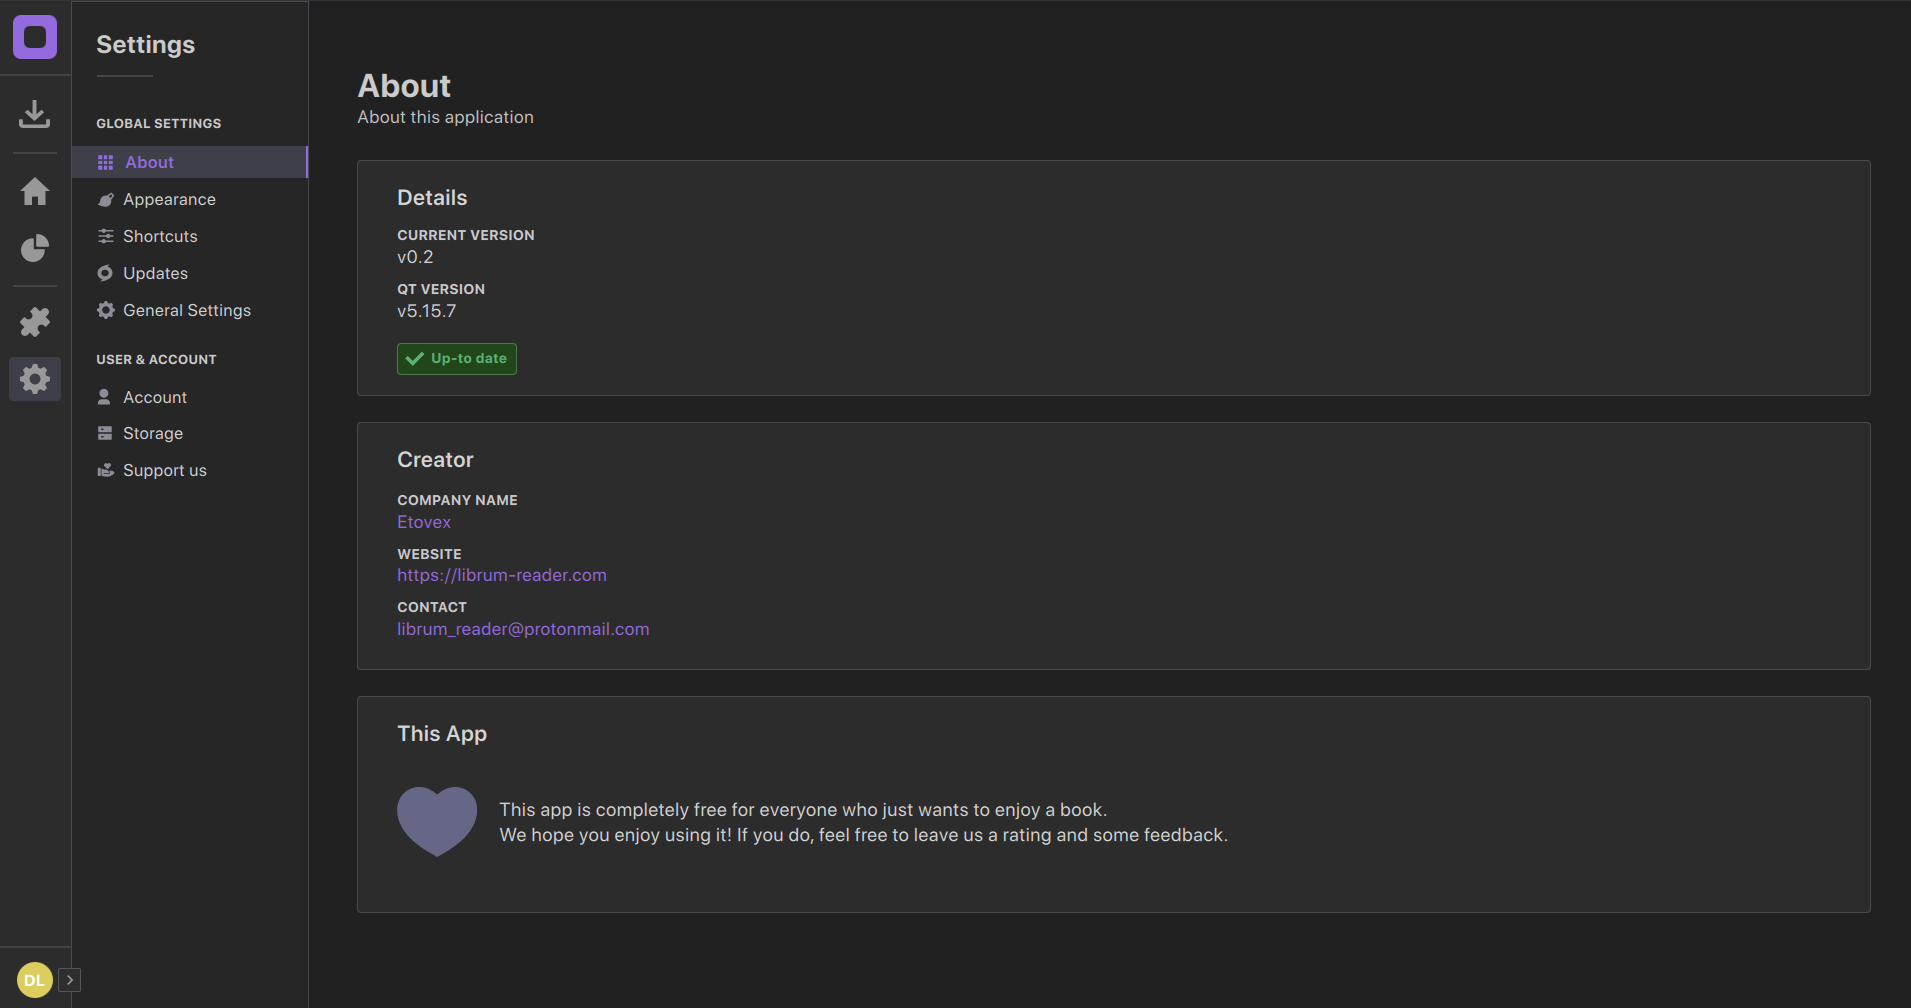 Settings
GLOBAL SETTINGS
About
Appearance
Shortcuts
Updates
General Settings
USER & ACCOUNT
Account
Storage
Support us
DL
About
About this application
Details
CURRENT VERSION
v0.2
QT VERSION
v5.15.7
Up-to date
Creator
COMPANY NAME
Etovex
WEBSITE
https://librum-reader.com
CONTACT
librum_reader@protonmail.com
This App
This app is completely free for everyone who just wants to enjoy a book.
We hope you enjoy using it! If you do, feel free to leave us a rating and some feedback.